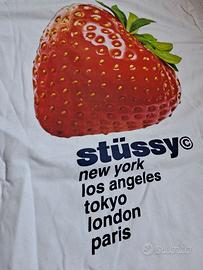 stüssy©
new york
los angeles
tokyo
london
paris